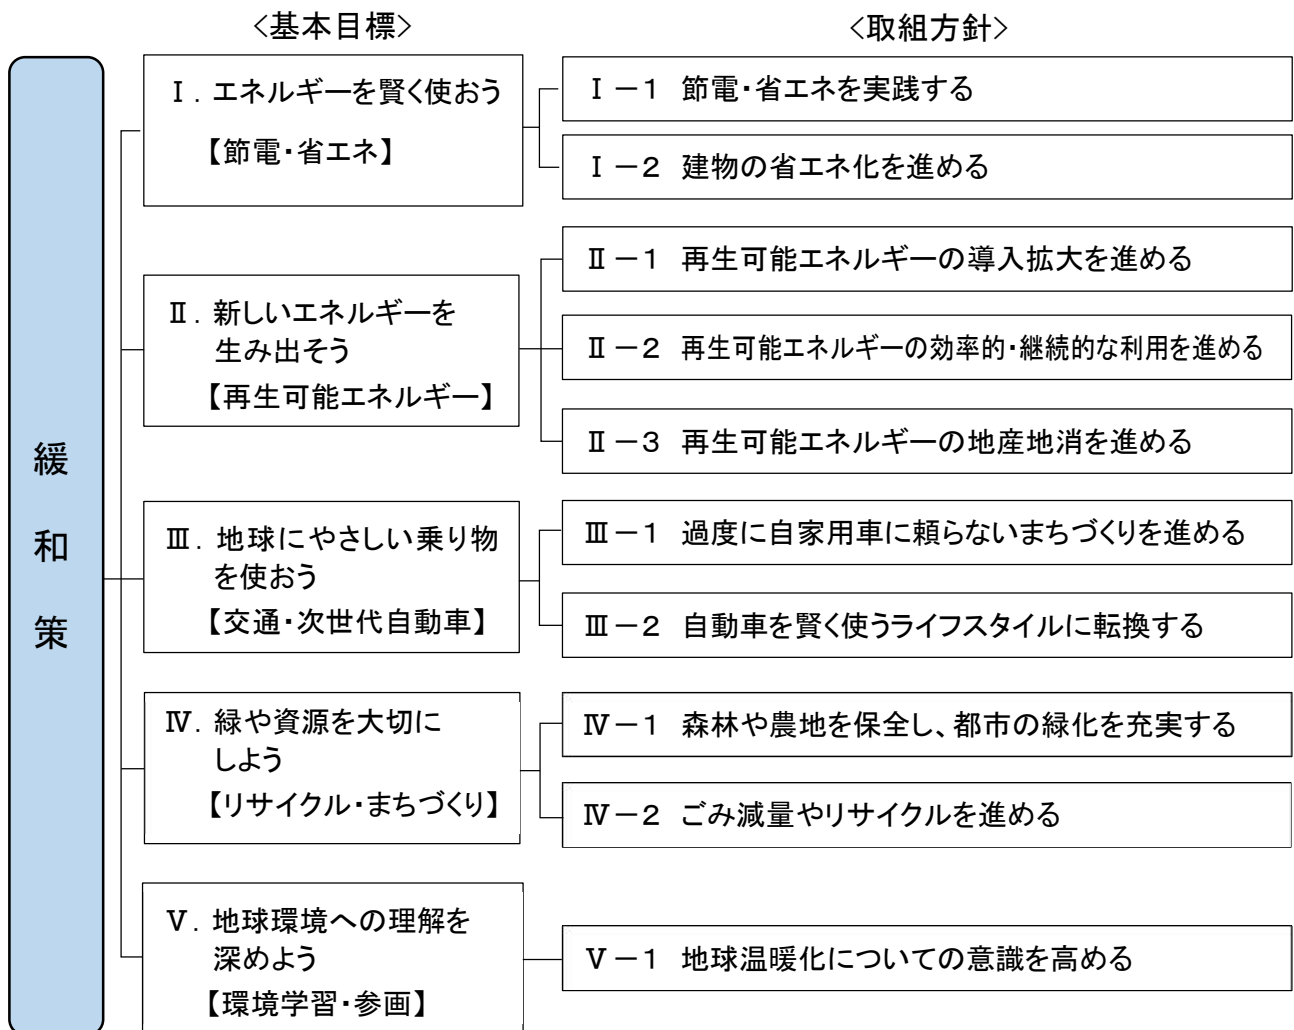 <基本目標>
<取組方針>
緩和策
Ⅰ. エネルギーを賢く使おう
【節電・省エネ】
Ⅰ－１ 節電・省エネを実践する
Ⅰ－２ 建物の省エネ化を進める
Ⅱ. 新しいエネルギーを
生み出そう
【再生可能エネルギー】
Ⅱ－１ 再生可能エネルギーの導入拡大を進める
Ⅱ－２ 再生可能エネルギーの効率的・継続的な利用を進める
Ⅱ－３ 再生可能エネルギーの地産地消を進める
Ⅲ. 地球にやさしい乗り物
を使おう
【交通・次世代自動車】
Ⅲ－１ 過度に自家用車に頼らないまちづくりを進める
Ⅲ－２ 自動車を賢く使うライフスタイルに転換する
Ⅳ. 緑や資源を大切に
しよう
【リサイクル・まちづくり】
Ⅳ－１ 森林や農地を保全し、都市の緑化を充実する
Ⅳ－２ ごみ減量やリサイクルを進める
Ⅴ. 地球環境への理解を
深めよう
【環境学習・参画】
Ⅴ－１ 地球温暖化についての意識を高める